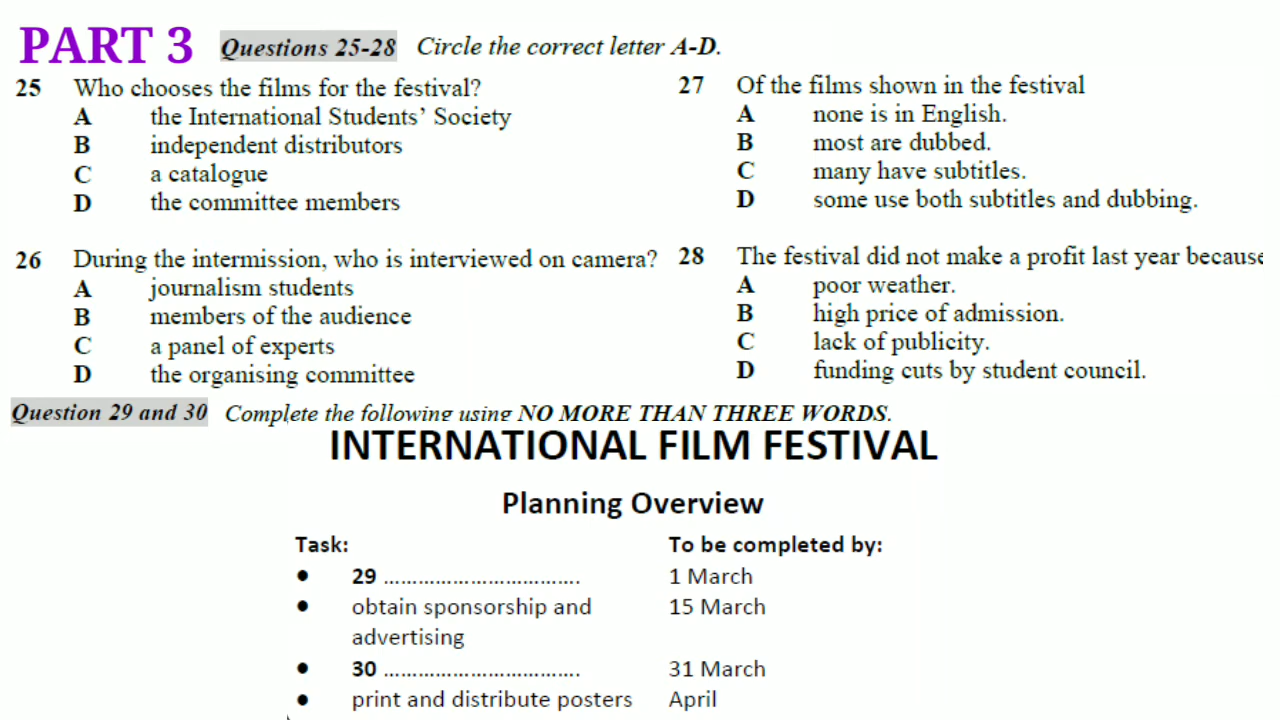 PART 3 Questions 25-28 Circle the correct letter A-D.
25 Who chooses the films for the festival?
A the International Students' Society
B independent distributors
C a catalogue
D the committee members
26 During the intermission, who is interviewed on camera?
A journalism students
B members of the audience
C a panel of experts
D the organising committee
27 Of the films shown in the festival
A none is in English.
B most are dubbed.
C many have subtitles.
D some use both subtitles and dubbing.
28 The festival did not make a profit last year because
A poor weather.
B high price of admission.
C lack of publicity.
D funding cuts by student council.
Question 29 and 30 Complete the following using NO MORE THAN THREE WORDS.
INTERNATIONAL FILM FESTIVAL
Planning Overview
Task: To be completed by:
• 29 ................................. 1 March
• obtain sponsorship and 15 March
advertising
• 30 ................................. 31 March
• print and distribute posters April